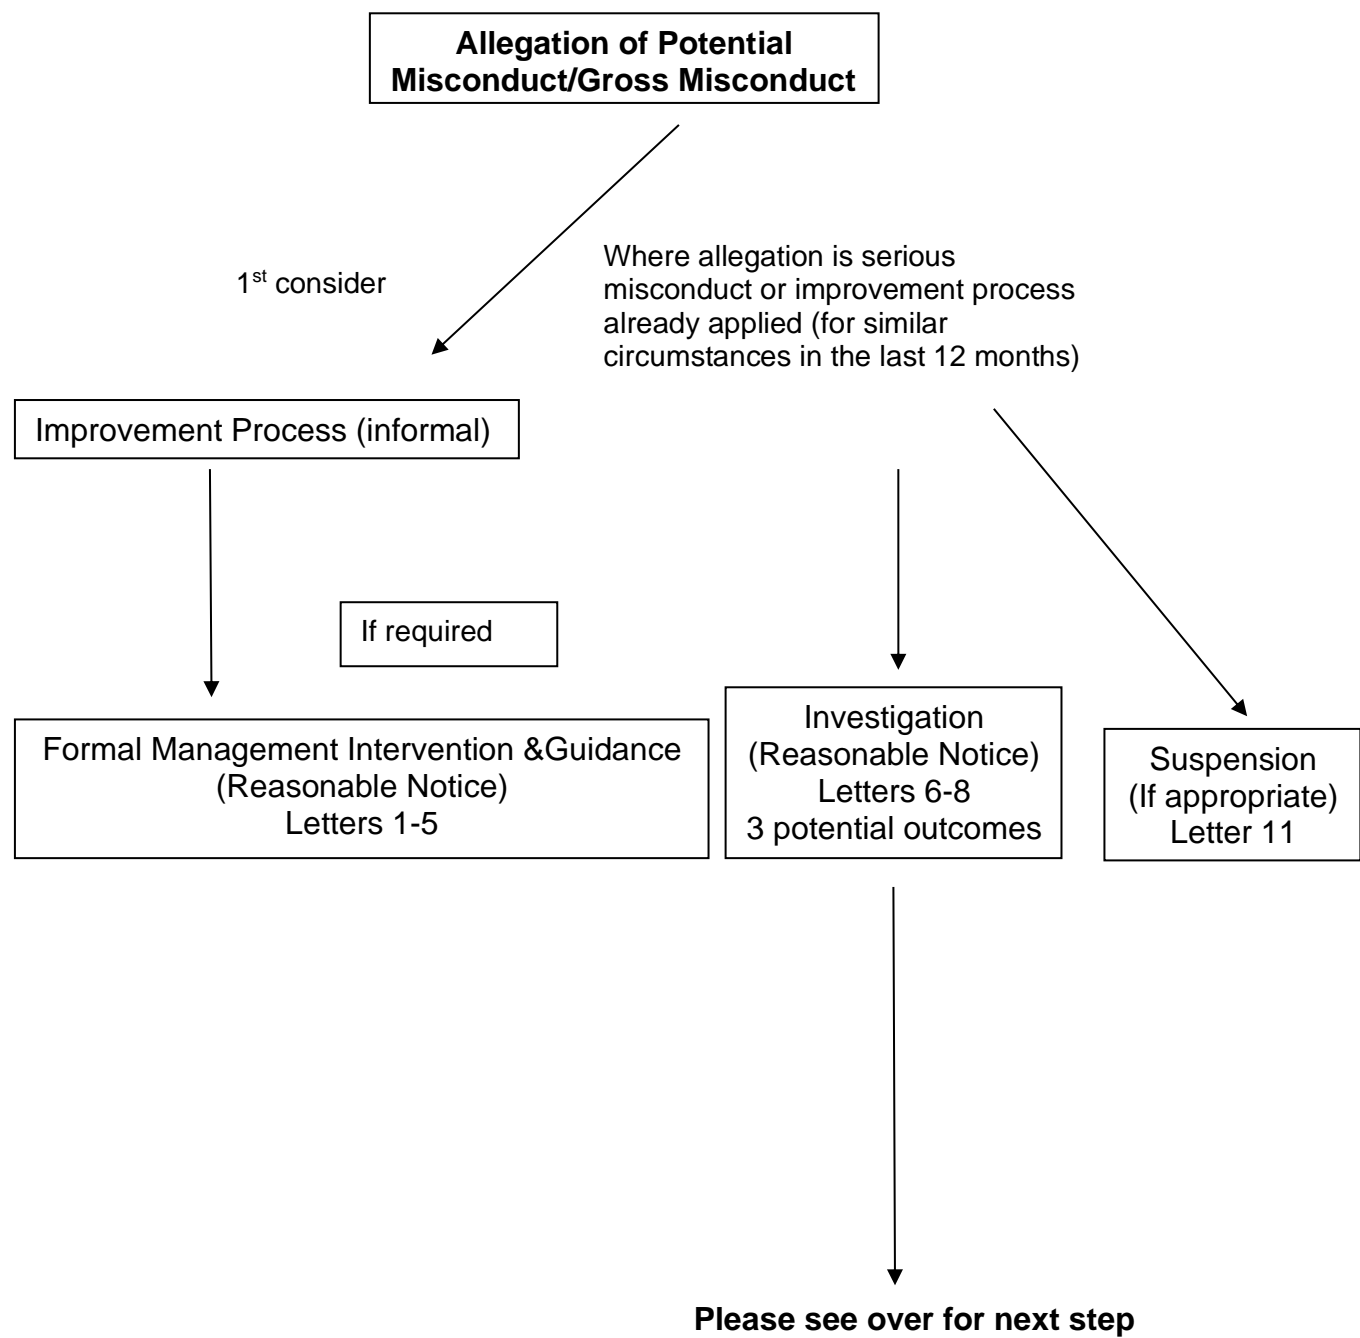 Allegation of Potential
Misconduct/Gross Misconduct
1st consider
Where allegation is serious
misconduct or improvement process
already applied (for similar
circumstances in the last 12 months)
Improvement Process (informal)
If required
Formal Management Intervention &Guidance
(Reasonable Notice)
Letters 1-5
Investigation
(Reasonable Notice)
Letters 6-8
3 potential outcomes
Suspension
(If appropriate)
Letter 11
Please see over for next step